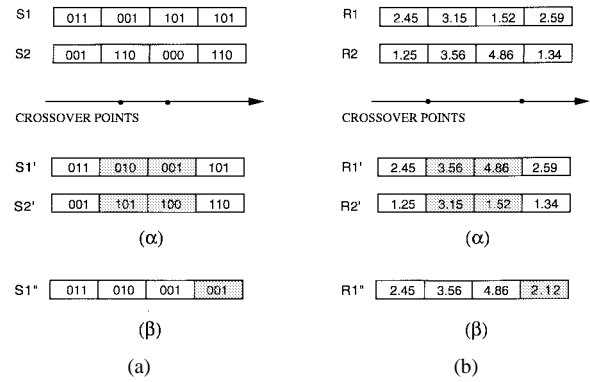 S1 011 001 101 101
S2 001 110 000 110
CROSSOVER POINTS
S1' 011 010 001 101
S2' 001 101 100 110
(α)
S1" 011 010 001 001
(β)
(a)
R1 2.45 3.15 1.52 2.59
R2 1.25 3.56 4.86 1.34
CROSSOVER POINTS
R1' 2.45 3.56 4.86 2.59
R2' 1.25 3.15 1.52 1.34
(α)
R1" 2.45 3.56 4.86 2.12
(β)
(b)